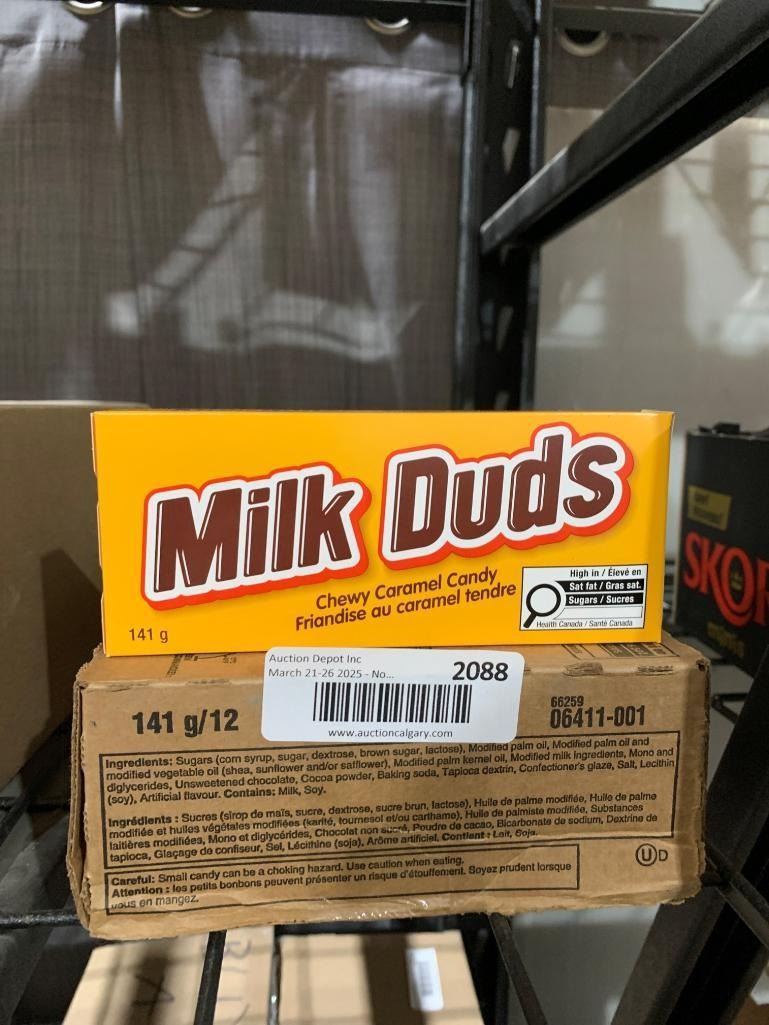 Milk Duds
Chewy Caramel Candy
Friandise au caramel tendre
141 g
High in / Élevé en
Sat fat / Gras sat.
Sugars / Sucres
Health Canada / Santé Canada
SKOR
Auction Depot Inc
March 21-26 2025 - No...
2088
www.auctioncalgary.com
141 g/12
66259
06411-001
Ingredients: Sugars (corn syrup, sugar, dextrose, brown sugar, lactose), Modified palm oil, Modified palm oil and
modified vegetable oil (shea, sunflower and/or safflower), Modified palm kernel oil, Modified milk ingredients, Mono and
diglycerides, Unsweetened chocolate, Cocoa powder, Baking soda, Tapioca dextrin, Confectioner's glaze, Salt, Lecithin
(soy), Artificial flavour. Contains: Milk, Soy.
Ingrédients : Sucres (sirop de maïs, sucre, dextrose, sucre brun, lactose), Huile de palme modifiée, Huile de palme
modifiée et huiles végétales modifiées (karité, tournesol et/ou carthame), Huile de palmiste modifiée, Substances
laitières modifiées, Mono et diglycérides, Chocolat non sucré, Poudre de cacao, Bicarbonate de sodium, Dextrine de
tapioca, Glaçage de confiseur, Sel, Lécithine (soja), Arôme artificiel. Contient : Lait, Soja.
Careful: Small candy can be a choking hazard. Use caution when eating.
Attention : les petits bonbons peuvent présenter un risque d'étouffement. Soyez prudent lorsque
vous en mangez.
U D